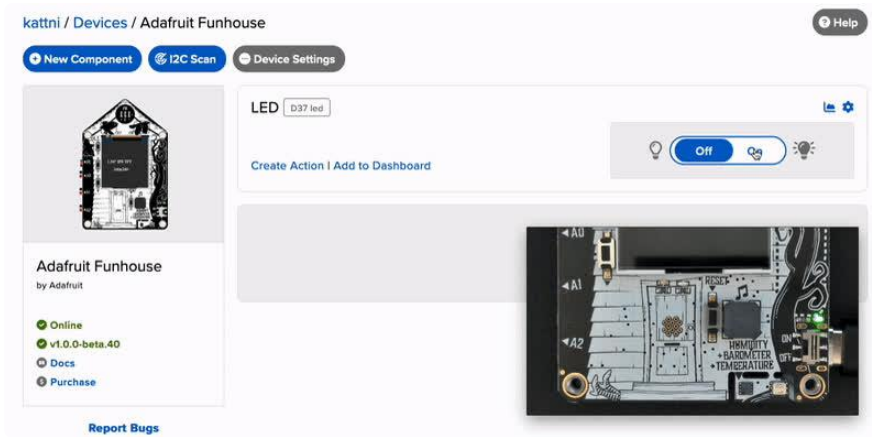 kattni / Devices / Adafruit Funhouse
Help
New Component
I2C Scan
Device Settings
LED D37 led
Off
Create Action | Add to Dashboard
Adafruit Funhouse
by Adafruit
Online
v1.0.0-beta.40
Docs
Purchase
Report Bugs
A0
A1
A2
RESET
ON
OFF
HUMIDITY
+ BAROMETER
+ TEMPERATURE